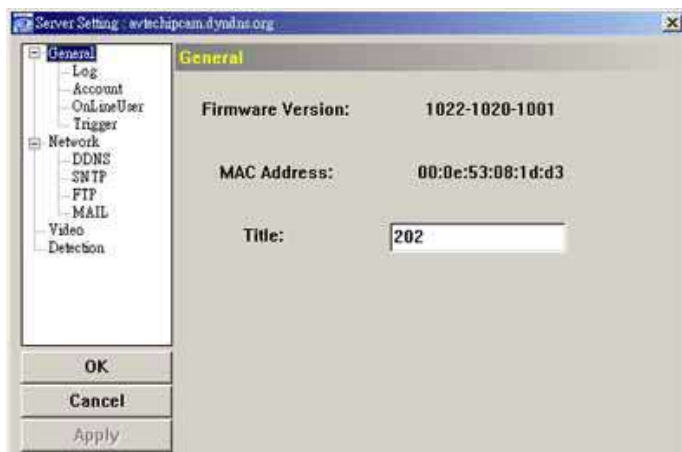 Server Setting : avtechipcam.dyndns.org
General
Log
Account
OnLineUser
Trigger
Network
DDNS
SNTP
FTP
MAIL
Video
Detection
OK
Cancel
Apply
General
Firmware Version: 1022-1020-1001
MAC Address: 00:0e:53:08:1d:d3
Title: 202